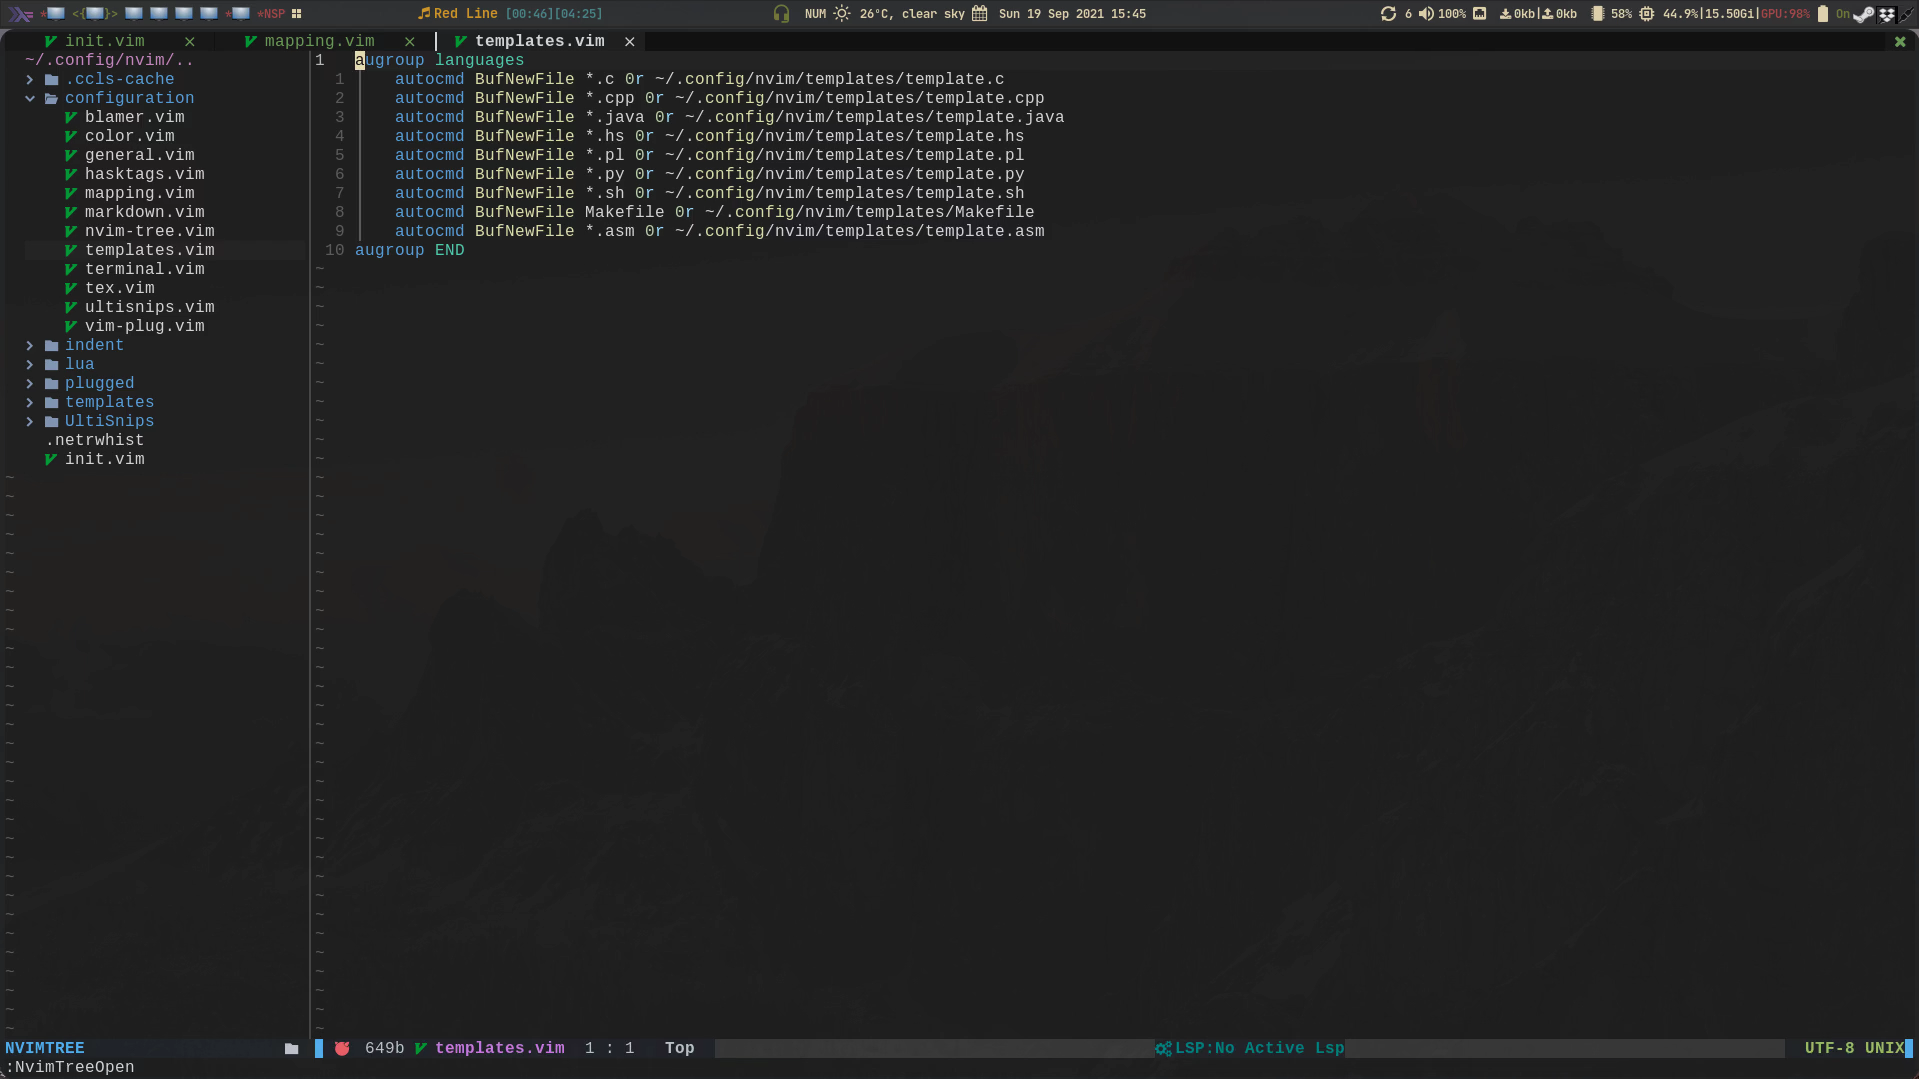 *NSP Red Line [00:46][04:25] NUM 26°C, clear sky Sun 19 Sep 2021 15:45 6 100% 0kb| 0kb 58% 44.9%|15.50Gi|GPU:98% On
init.vim × mapping.vim × templates.vim ×
~/.config/nvim/..
.ccls-cache
configuration
blamer.vim
color.vim
general.vim
hasktags.vim
mapping.vim
markdown.vim
nvim-tree.vim
templates.vim
terminal.vim
tex.vim
ultisnips.vim
vim-plug.vim
indent
lua
plugged
templates
UltiSnips
.netrwhist
init.vim
1 augroup languages
1 autocmd BufNewFile *.c 0r ~/.config/nvim/templates/template.c
2 autocmd BufNewFile *.cpp 0r ~/.config/nvim/templates/template.cpp
3 autocmd BufNewFile *.java 0r ~/.config/nvim/templates/template.java
4 autocmd BufNewFile *.hs 0r ~/.config/nvim/templates/template.hs
5 autocmd BufNewFile *.pl 0r ~/.config/nvim/templates/template.pl
6 autocmd BufNewFile *.py 0r ~/.config/nvim/templates/template.py
7 autocmd BufNewFile *.sh 0r ~/.config/nvim/templates/template.sh
8 autocmd BufNewFile Makefile 0r ~/.config/nvim/templates/Makefile
9 autocmd BufNewFile *.asm 0r ~/.config/nvim/templates/template.asm
10 augroup END
NVIMTREE 649b templates.vim 1 : 1 Top LSP:No Active Lsp UTF-8 UNIX
:NvimTreeOpen